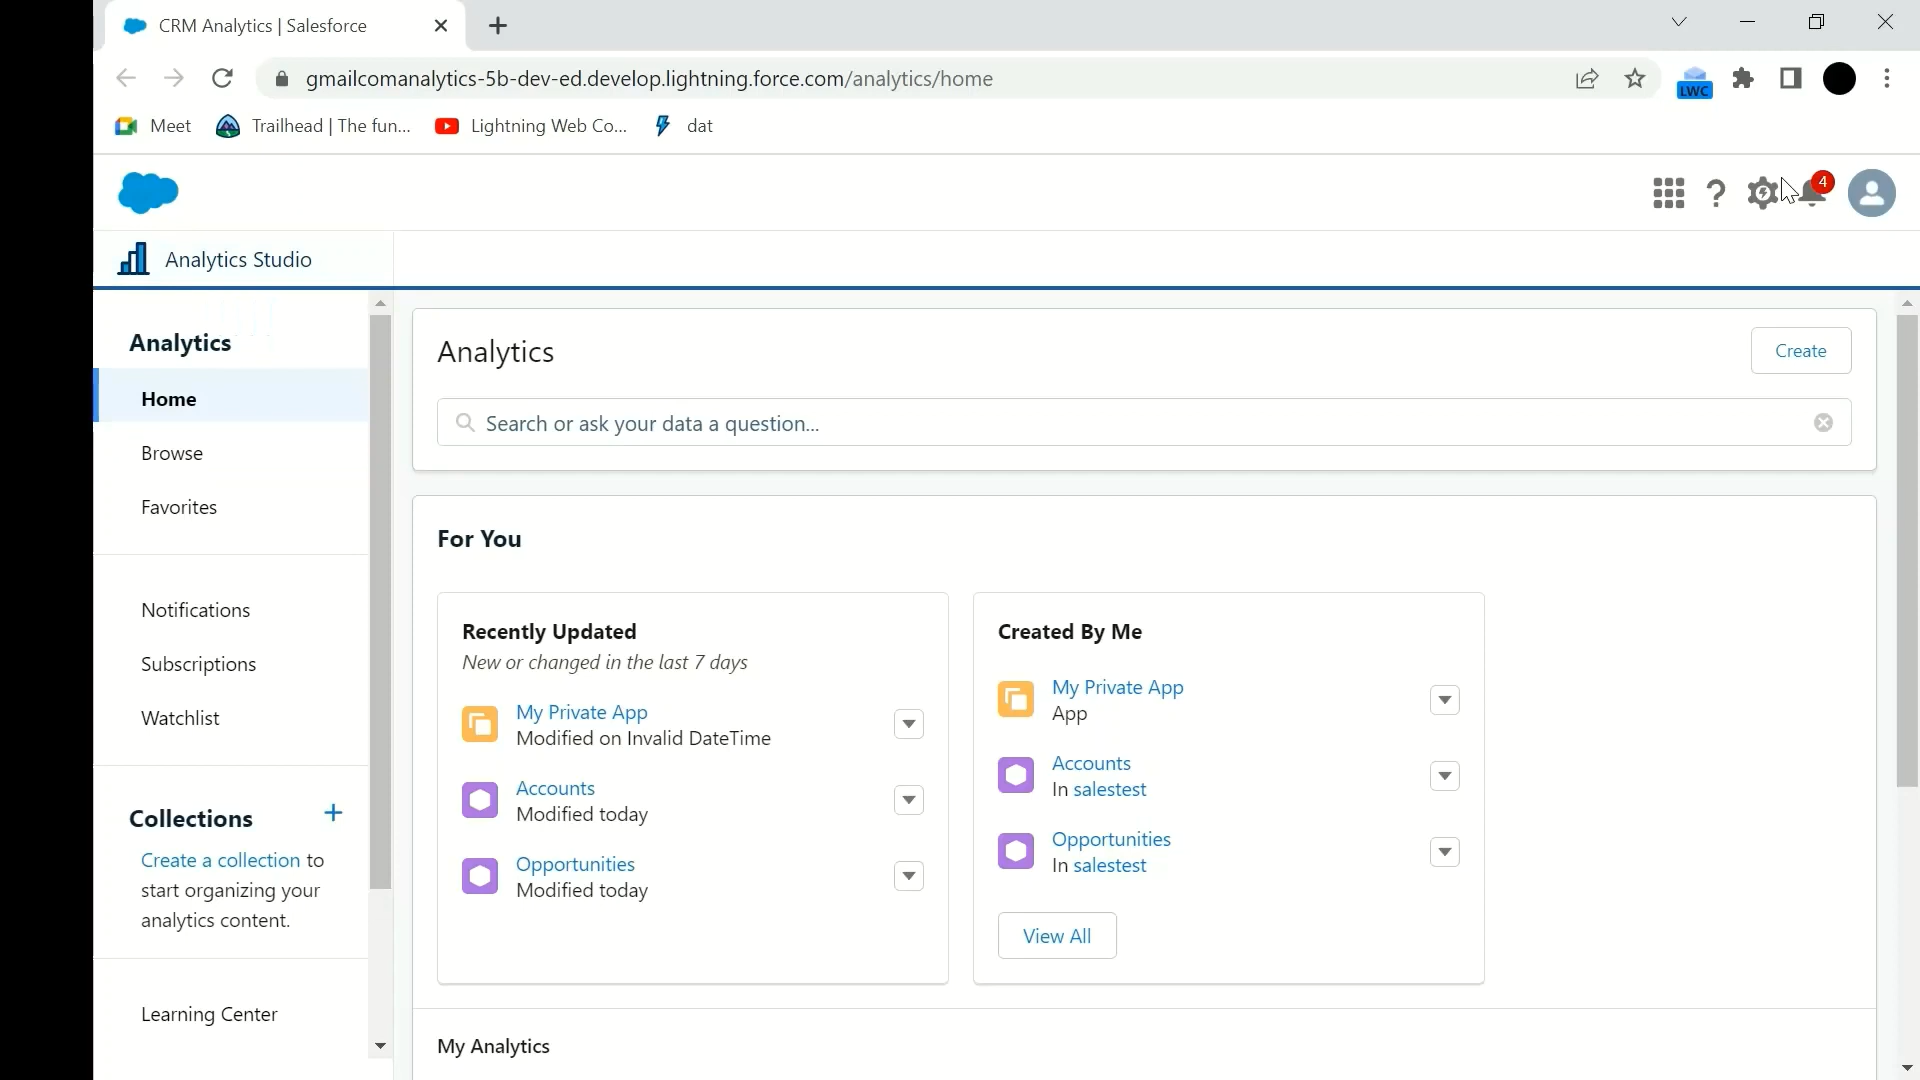 CRM Analytics | Salesforce
gmailcomanalytics-5b-dev-ed.develop.lightning.force.com/analytics/home
LWC
Meet
Trailhead | The fun...
Lightning Web Co...
dat
4
Analytics Studio
Analytics
Home
Browse
Favorites
Notifications
Subscriptions
Watchlist
Collections
Create a collection to
start organizing your
analytics content.
Learning Center
Analytics
Create
Search or ask your data a question...
For You
Recently Updated
New or changed in the last 7 days
My Private App
Modified on Invalid DateTime
Accounts
Modified today
Opportunities
Modified today
Created By Me
My Private App
App
Accounts
In salestest
Opportunities
In salestest
View All
My Analytics